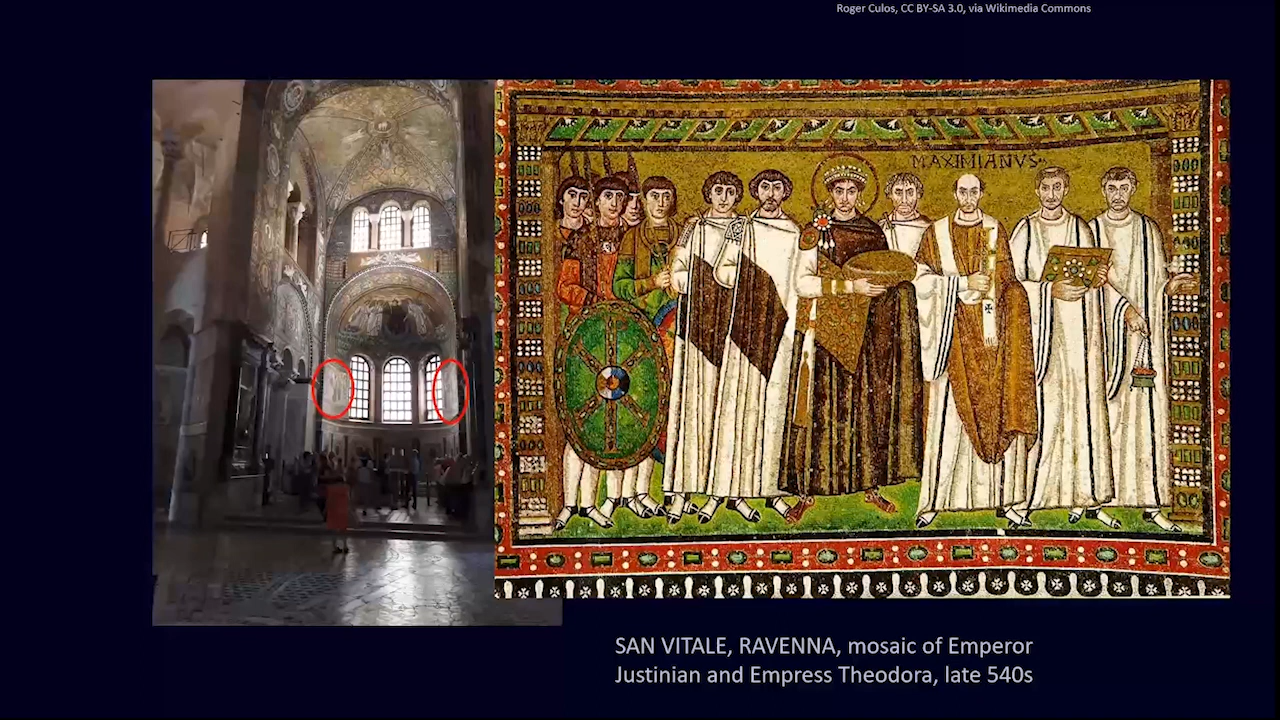 Roger Culos, CC BY-SA 3.0, via Wikimedia Commons
MAXIMIANVS
SAN VITALE, RAVENNA, mosaic of Emperor
Justinian and Empress Theodora, late 540s